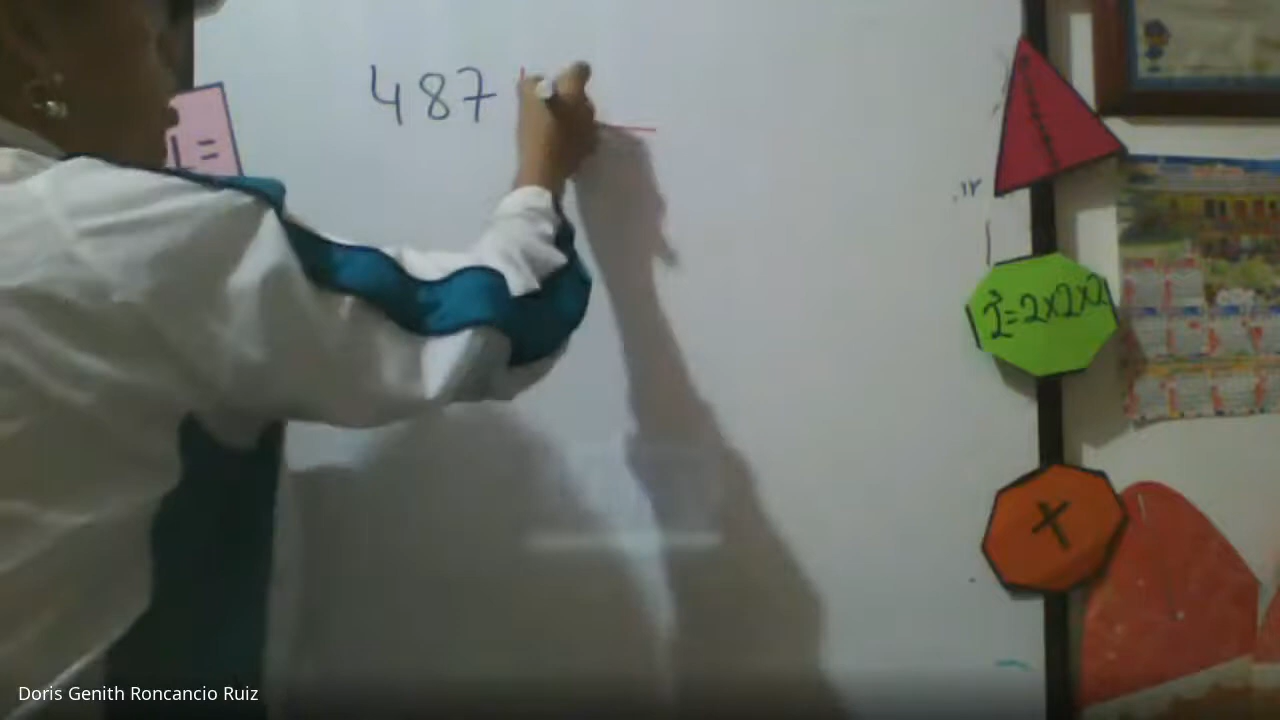 487
=
2³=2x2x2
X
Doris Genith Roncancio Ruiz